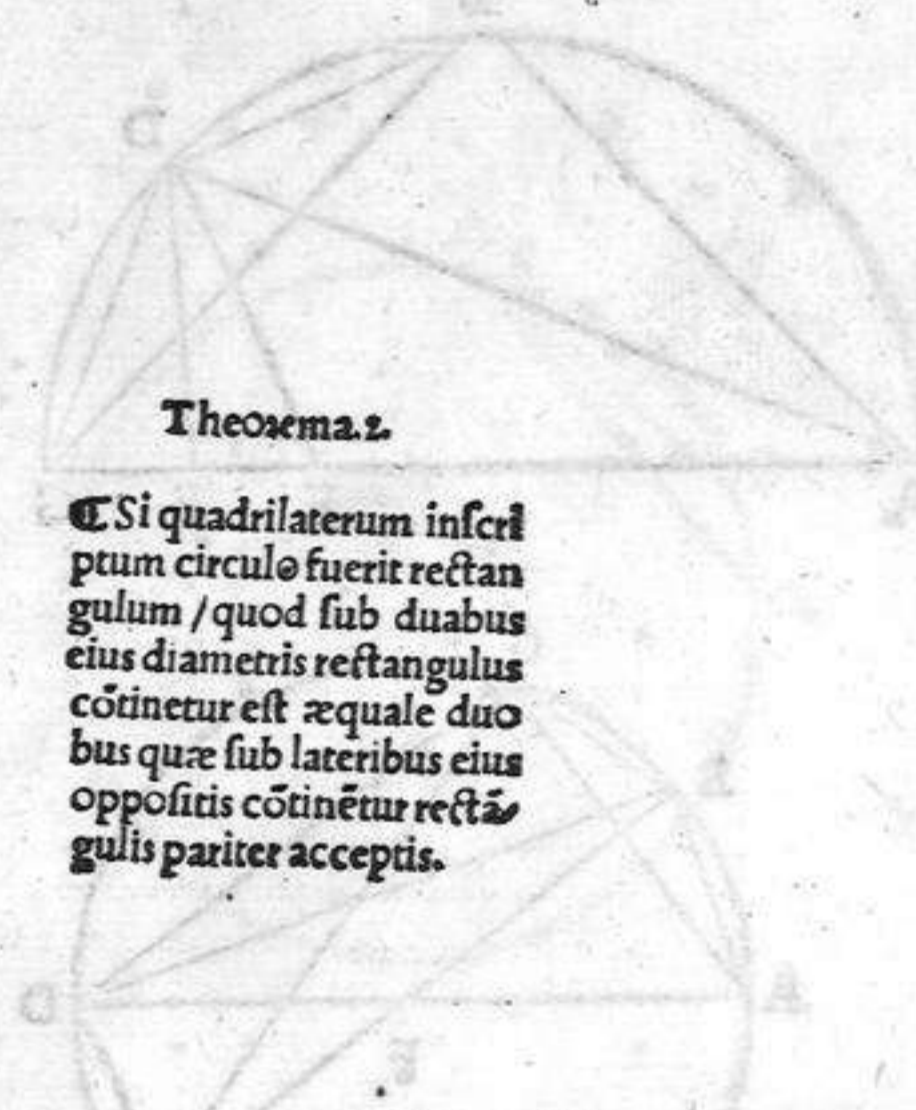 Theorema.2.
¶ Si quadrilaterum inſcri
ptum circulo fuerit rectan
gulum / quod ſub duabus
eius diametris rectangulus
cōtinetur eſt æquale duo
bus quæ ſub lateribus eius
oppoſitis cōtinētur rectā
gulis pariter acceptis.